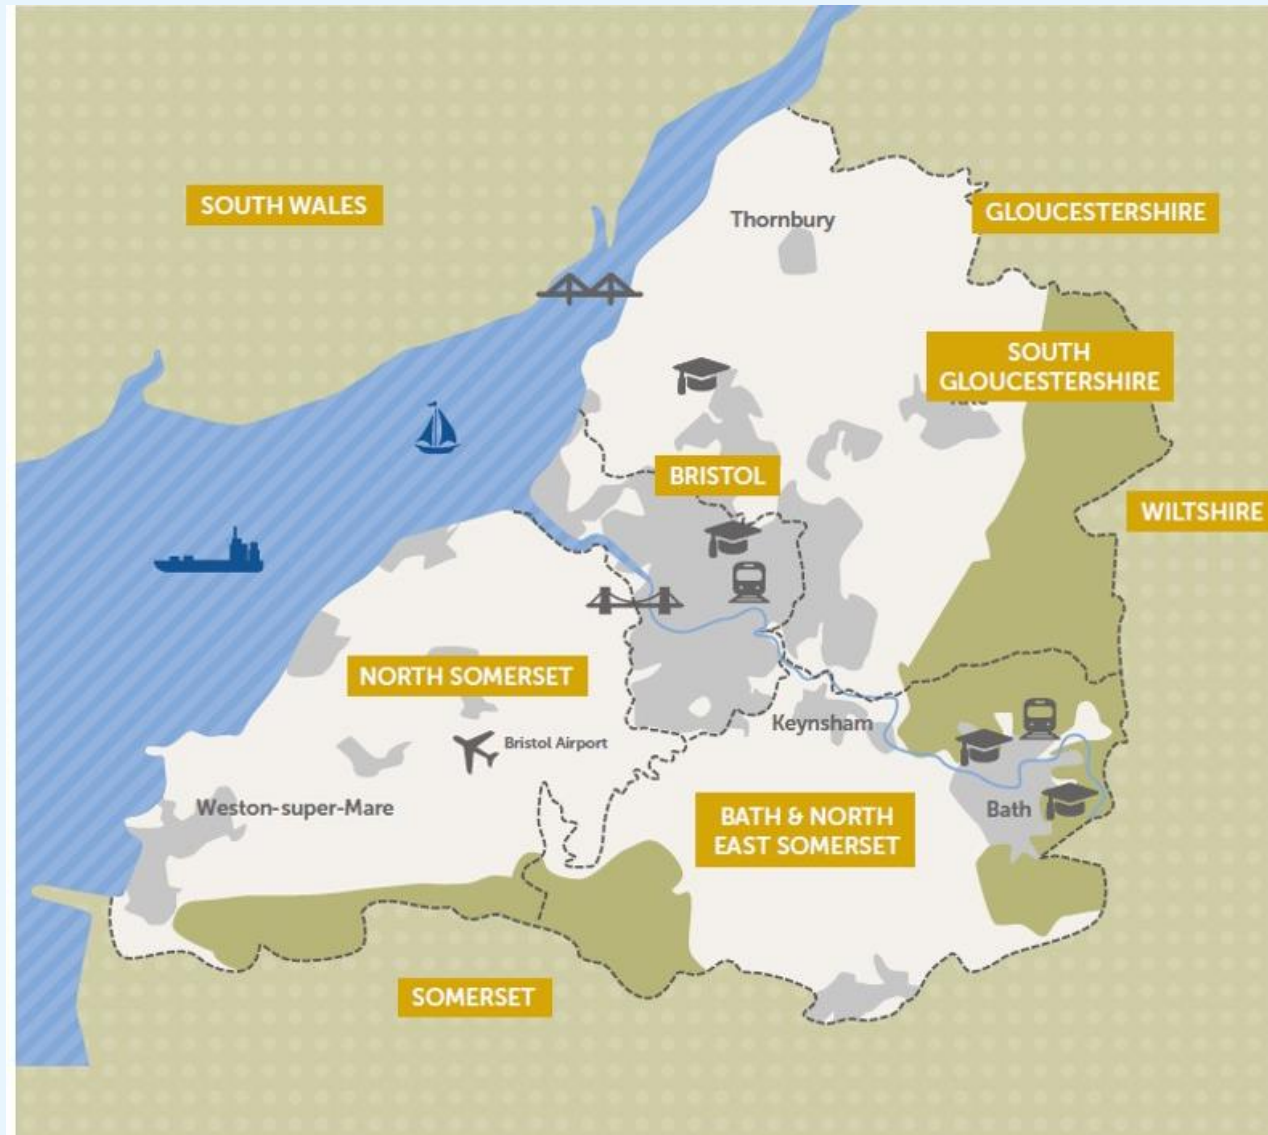 SOUTH WALES
GLOUCESTERSHIRE
Thornbury
SOUTH
GLOUCESTERSHIRE
BRISTOL
WILTSHIRE
NORTH SOMERSET
Keynsham
Bristol Airport
Weston-super-Mare
BATH & NORTH
EAST SOMERSET
Bath
SOMERSET